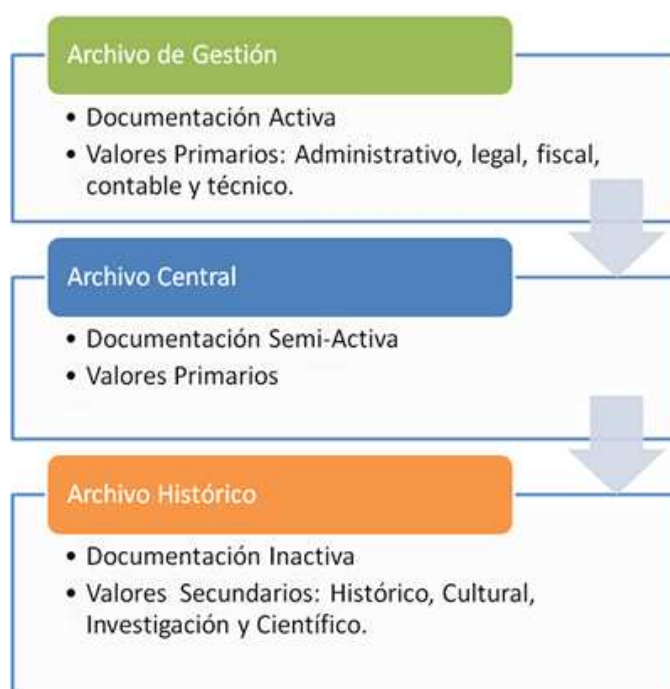 Archivo de Gestión
• Documentación Activa
• Valores Primarios: Administrativo, legal, fiscal,
contable y técnico.
Archivo Central
• Documentación Semi-Activa
• Valores Primarios
Archivo Histórico
• Documentación Inactiva
• Valores Secundarios: Histórico, Cultural,
Investigación y Científico.